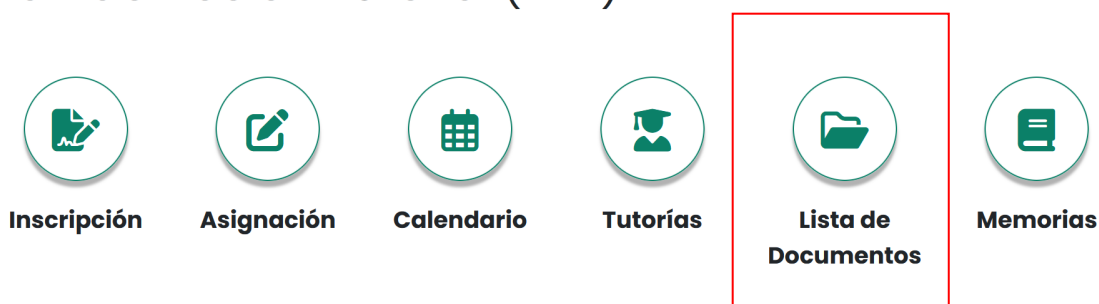 Inscripción
Asignación
Calendario
Tutorías
Lista de
Documentos
Memorias